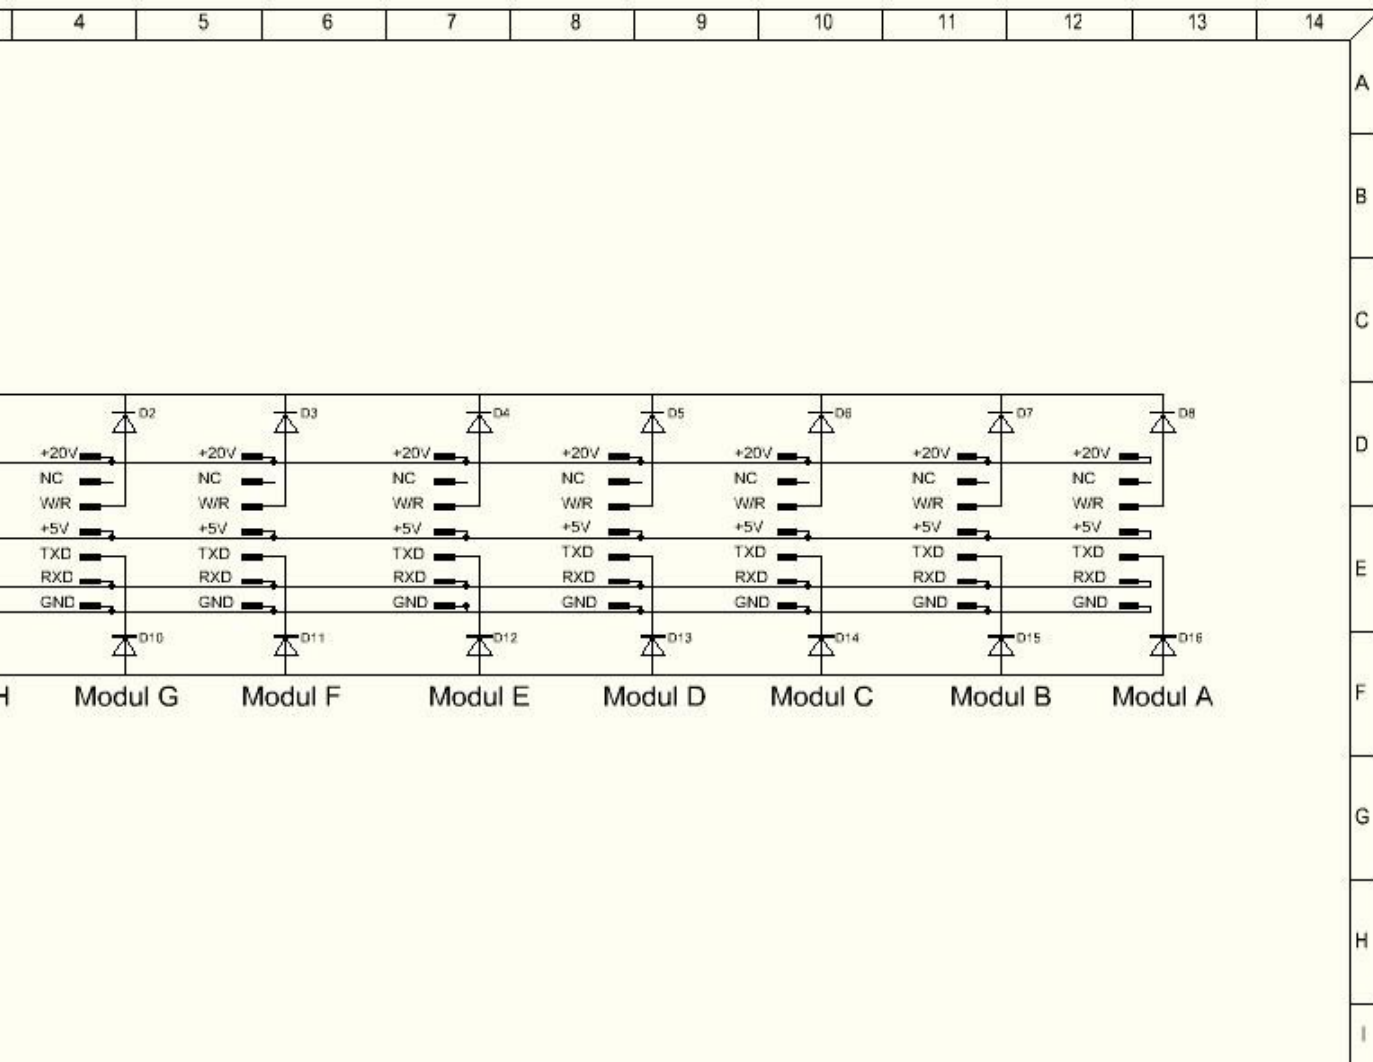 4 5 6 7 8 9 10 11 12 13 14
A
B
C
D2 D3 D4 D5 D6 D7 D8
D
+20V +20V +20V +20V +20V +20V +20V
NC NC NC NC NC NC NC
W/R W/R W/R W/R W/R W/R W/R
+5V +5V +5V +5V +5V +5V +5V
TXD TXD TXD TXD TXD TXD TXD
E
RXD RXD RXD RXD RXD RXD RXD
GND GND GND GND GND GND GND
D10 D11 D12 D13 D14 D15 D16
H Modul G Modul F Modul E Modul D Modul C Modul B Modul A
F
G
H
I